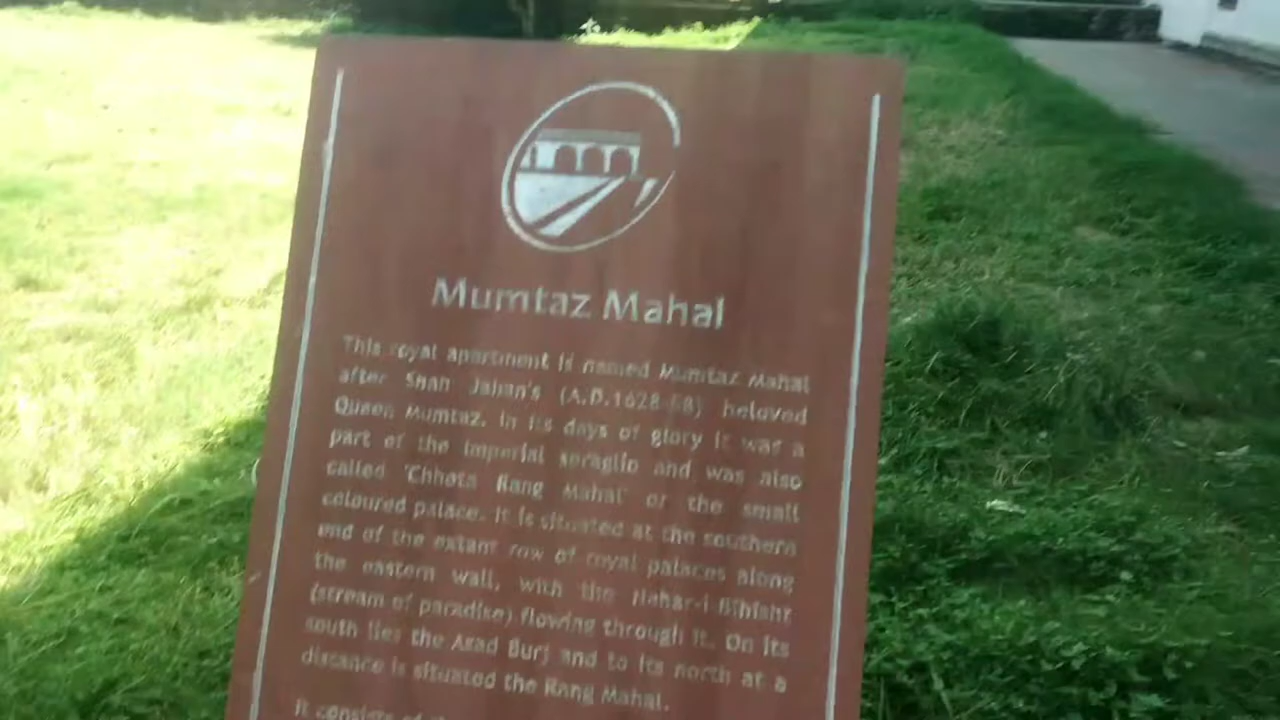 Mumtaz Mahal
This royal apartment is named Mumtaz Mahal
after Shah Jahan's (A.D.1628-58) beloved
Queen Mumtaz. In its days of glory it was a
part of the imperial seraglio and was also
called 'Chhota Rang Mahal' or the small
coloured palace. It is situated at the southern
end of the extant row of royal palaces along
the eastern wall, with the Nahar-i Bihisht
(stream of paradise) flowing through it. On its
south lies the Asad Burj and to its north at a
distance is situated the Rang Mahal.
It consists of